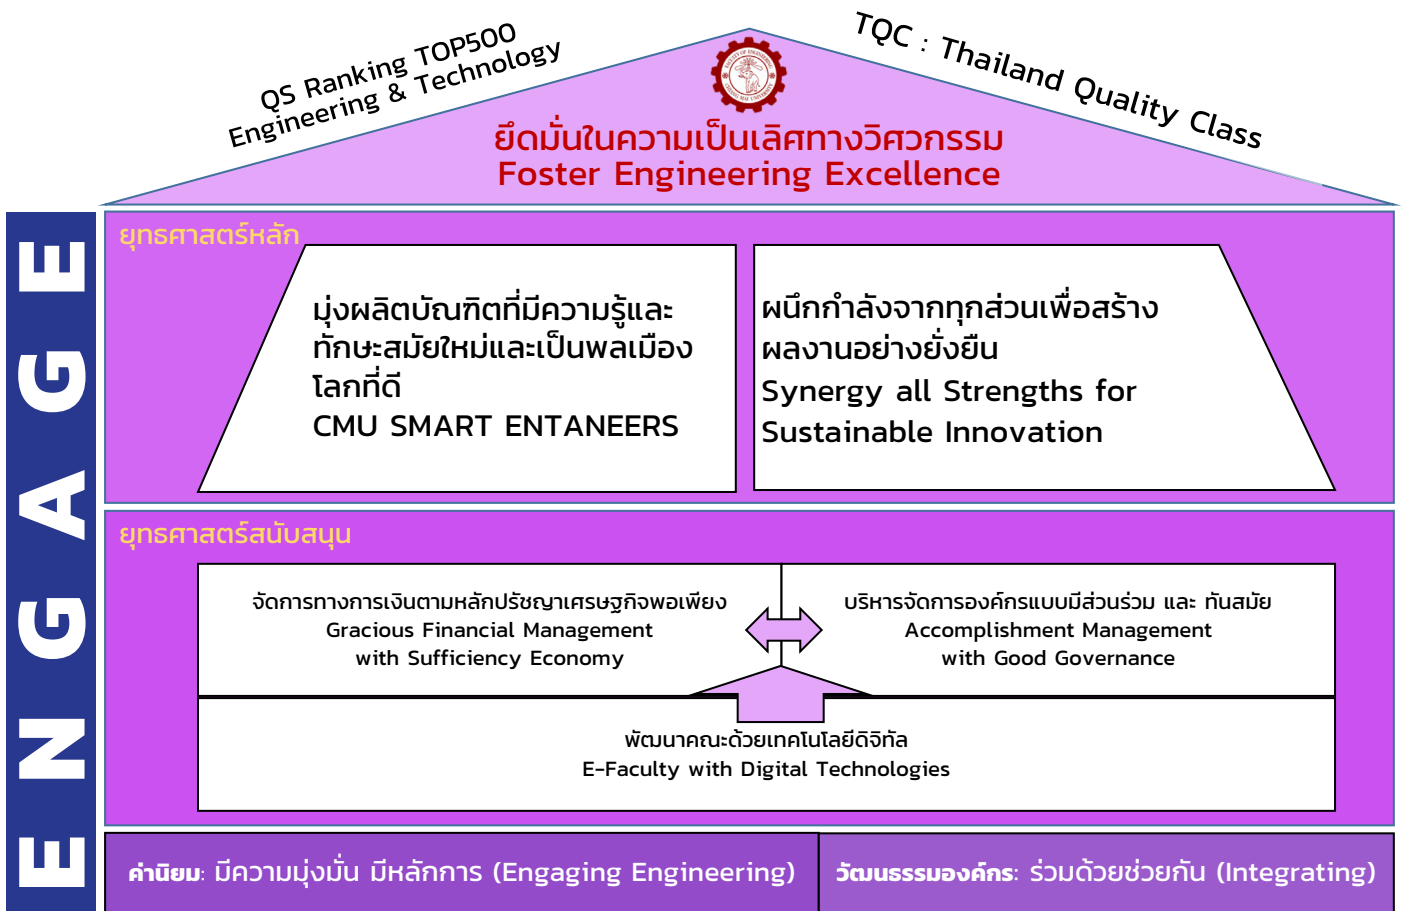 QS Ranking TOP500
Engineering & Technology
TQC : Thailand Quality Class
FACULTY OF ENGINEERING
CHIANG MAI UNIVERSITY
ยึดมั่นในความเป็นเลิศทางวิศวกรรม
Foster Engineering Excellence
ENGAGE
ยุทธศาสตร์หลัก
มุ่งผลิตบัณฑิตที่มีความรู้และ
ทักษะสมัยใหม่และเป็นพลเมือง
โลกที่ดี
CMU SMART ENTANEERS
ผนึกกำลังจากทุกส่วนเพื่อสร้าง
ผลงานอย่างยั่งยืน
Synergy all Strengths for
Sustainable Innovation
ยุทธศาสตร์สนับสนุน
จัดการทางการเงินตามหลักปรัชญาเศรษฐกิจพอเพียง
Gracious Financial Management
with Sufficiency Economy
บริหารจัดการองค์กรแบบมีส่วนร่วม และ ทันสมัย
Accomplishment Management
with Good Governance
พัฒนาคณะด้วยเทคโนโลยีดิจิทัล
E-Faculty with Digital Technologies
ค่านิยม: มีความมุ่งมั่น มีหลักการ (Engaging Engineering)
วัฒนธรรมองค์กร: ร่วมด้วยช่วยกัน (Integrating)